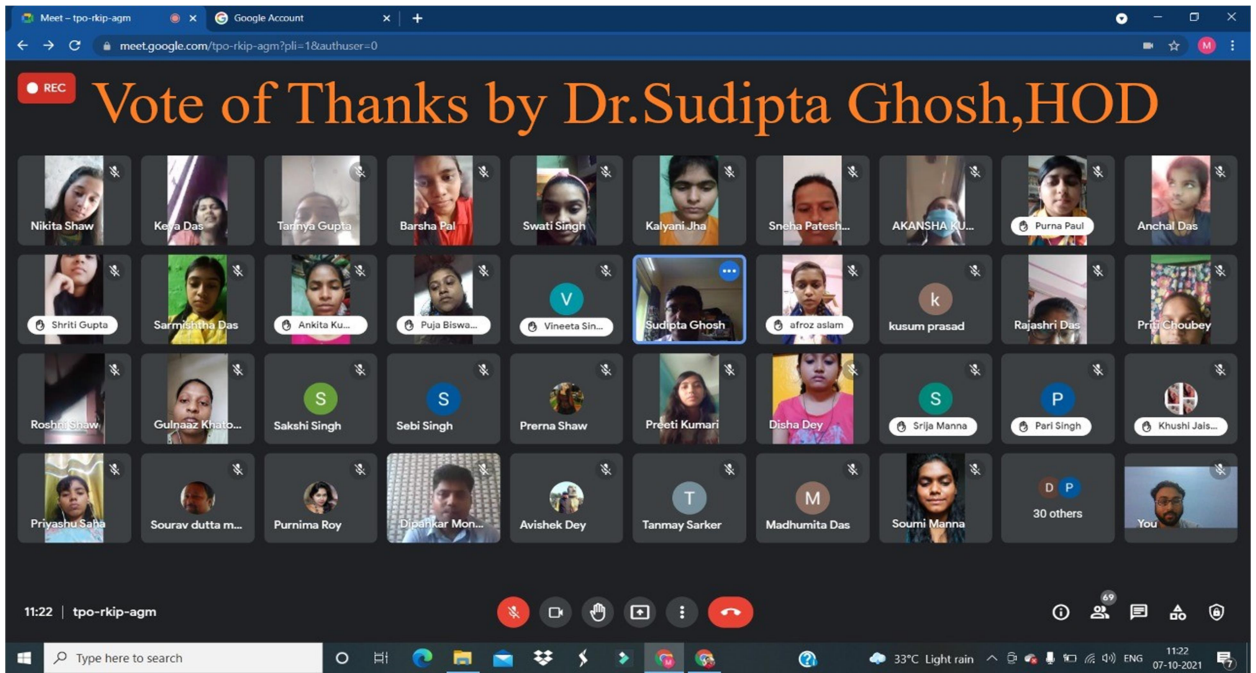 Meet – tpo-rkip-agm
Google Account
meet.google.com/tpo-rkip-agm?pli=1&authuser=0
M
REC
Vote of Thanks by Dr.Sudipta Ghosh,HOD
Nikita Shaw
Keya Das
Tannya Gupta
Barsha Pal
Swati Singh
Kalyani Jha
Sneha Patesh...
AKANSHA KU...
Purna Paul
Anchal Das
V
k
Shriti Gupta
Sarmishtha Das
Ankita Ku...
Puja Biswa...
Vineeta Sin...
Sudipta Ghosh
afroz aslam
kusum prasad
Rajashri Das
Priti Choubey
S
S
S
P
Roshni Shaw
Gulnaaz Khato...
Sakshi Singh
Sebi Singh
Prerna Shaw
Preeti Kumari
Disha Dey
Srija Manna
Pari Singh
Khushi Jais...
T
M
D P
Priyashu Saha
Sourav dutta m...
Purnima Roy
Dipankar Mon...
Avishek Dey
Tanmay Sarker
Madhumita Das
Soumi Manna
30 others
You
11:22 | tpo-rkip-agm
69
Type here to search
33°C Light rain
ENG
11:22
07-10-2021
7